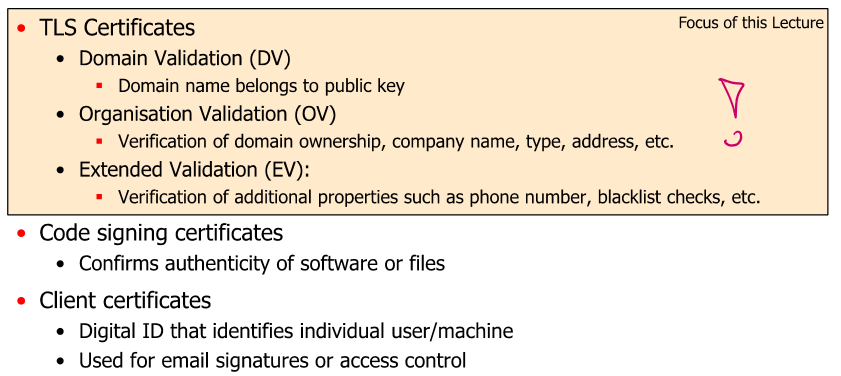 Focus of this Lecture
TLS Certificates
Domain Validation (DV)
Domain name belongs to public key
Organisation Validation (OV)
Verification of domain ownership, company name, type, address, etc.
Extended Validation (EV):
Verification of additional properties such as phone number, blacklist checks, etc.
Code signing certificates
Confirms authenticity of software or files
Client certificates
Digital ID that identifies individual user/machine
Used for email signatures or access control